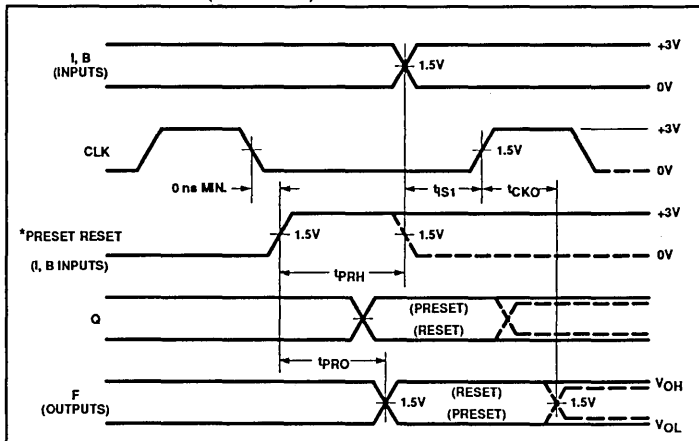 I, B
(INPUTS)
+3V
1.5V
0V
CLK
+3V
1.5V
0V
0 ns MIN.
tIS1
tCKO
*PRESET RESET
(I, B INPUTS)
+3V
1.5V
1.5V
0V
tPRH
Q
(PRESET)
(RESET)
tPRO
F
(OUTPUTS)
1.5V
(RESET)
(PRESET)
1.5V
VOH
VOL